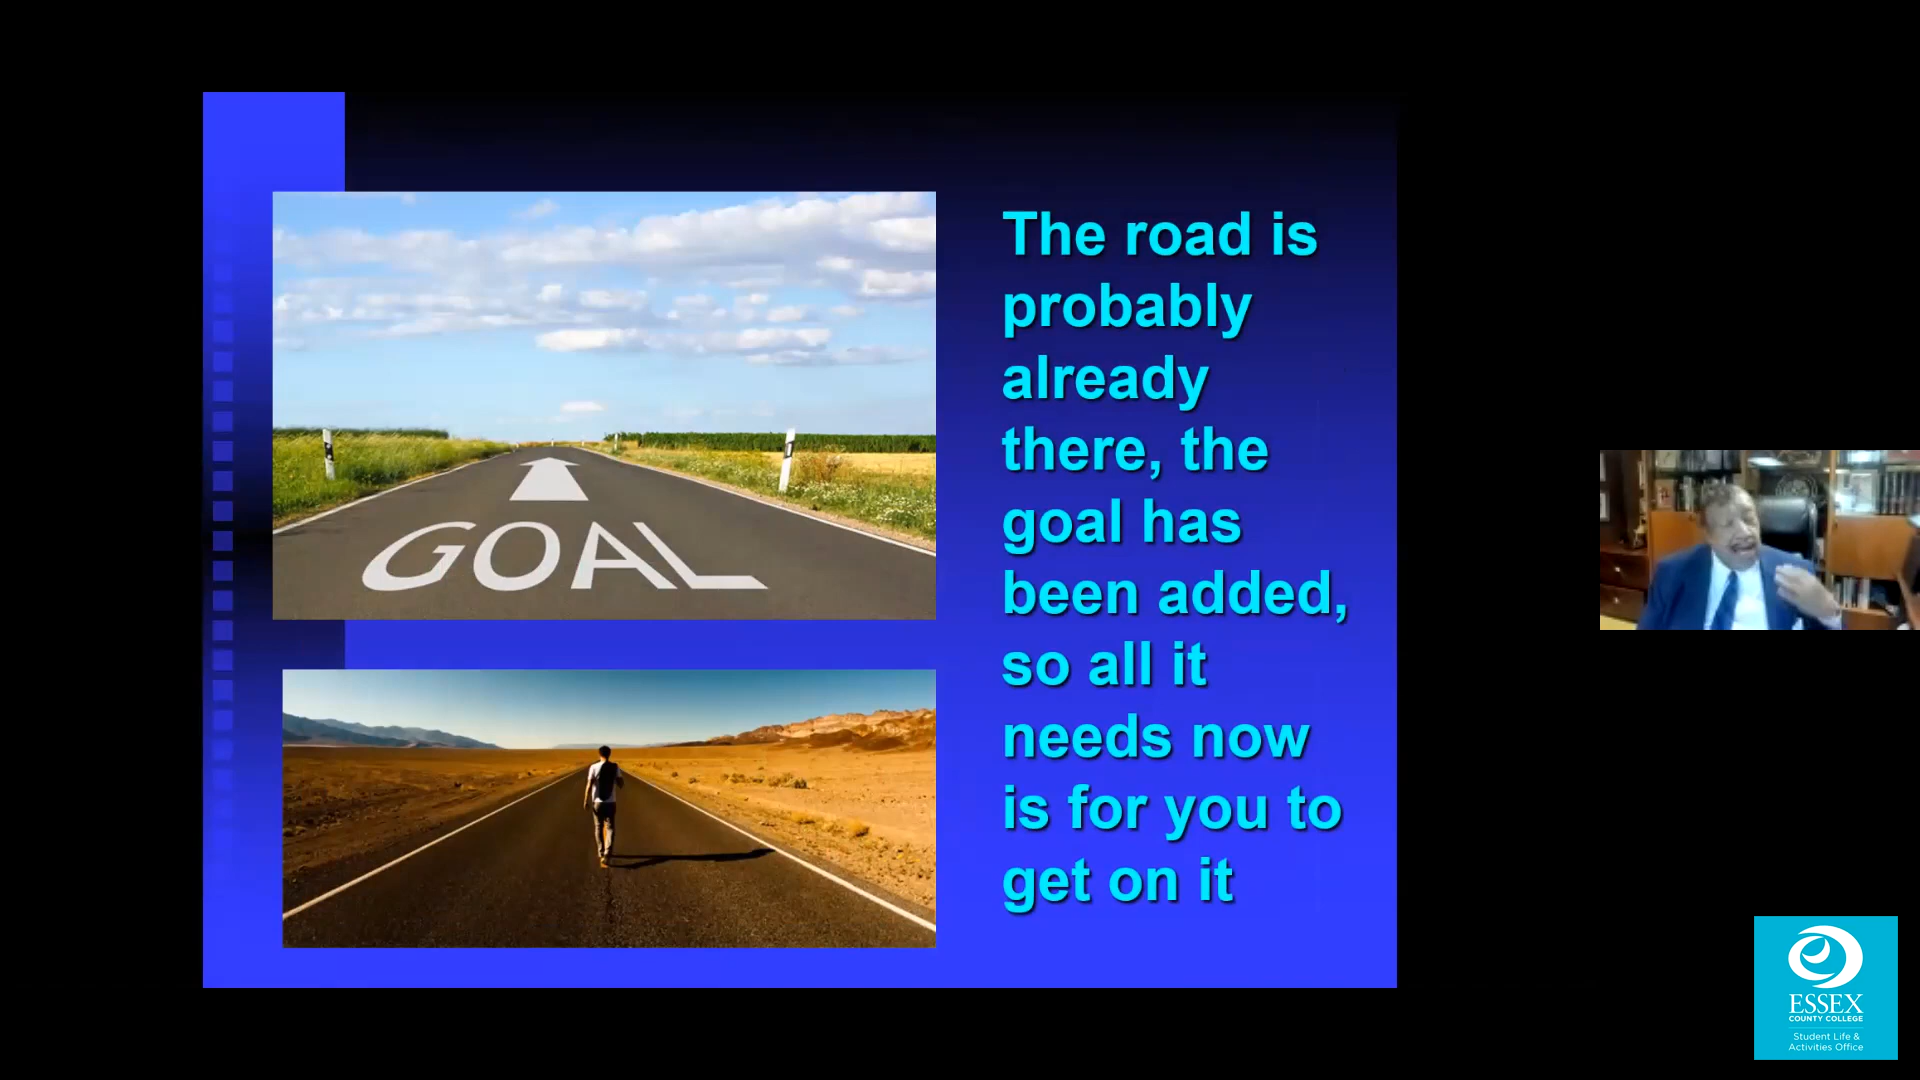 GOAL
The road is
probably
already
there, the
goal has
been added,
so all it
needs now
is for you to
get on it
ESSEX
COUNTY COLLEGE
Student Life &
Activities Office